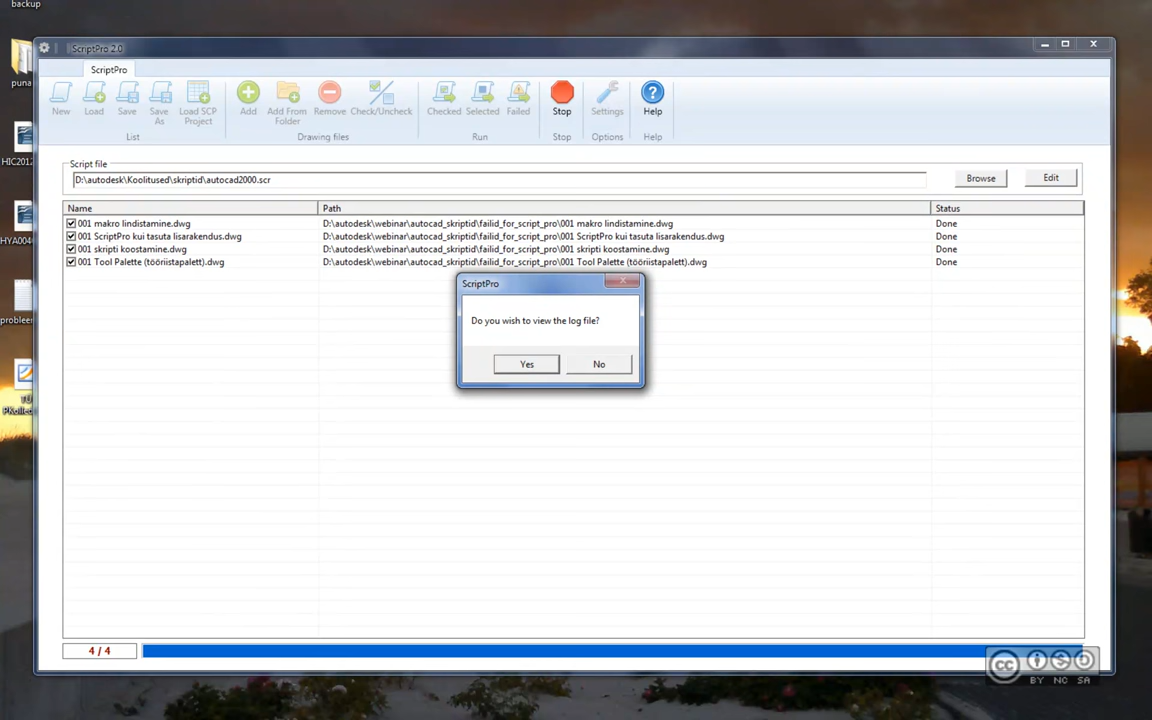 backup
ScriptPro 2.0
ScriptPro
New
Load
Save
Save As
Load SCP Project
Add
Add From Folder
Remove
Check/Uncheck
Checked
Selected
Failed
Stop
Settings
Help
List
Drawing files
Run
Stop
Options
Help
Script file
D:\autodesk\Koolitused\skriptid\autocad2000.scr
Browse
Edit
Name Path Status
001 makro lindistamine.dwg D:\autodesk\webinar\autocad_skriptid\failid_for_script_pro\001 makro lindistamine.dwg Done
001 ScriptPro kui tasuta lisarakendus.dwg D:\autodesk\webinar\autocad_skriptid\failid_for_script_pro\001 ScriptPro kui tasuta lisarakendus.dwg Done
001 skripti koostamine.dwg D:\autodesk\webinar\autocad_skriptid\failid_for_script_pro\001 skripti koostamine.dwg Done
001 Tool Palette (tööriistapalett).dwg D:\autodesk\webinar\autocad_skriptid\failid_for_script_pro\001 Tool Palette (tööriistapalett).dwg Done
ScriptPro
Do you wish to view the log file?
Yes
No
4 / 4
puna
HIC2012
problee
cc
BY NC SA